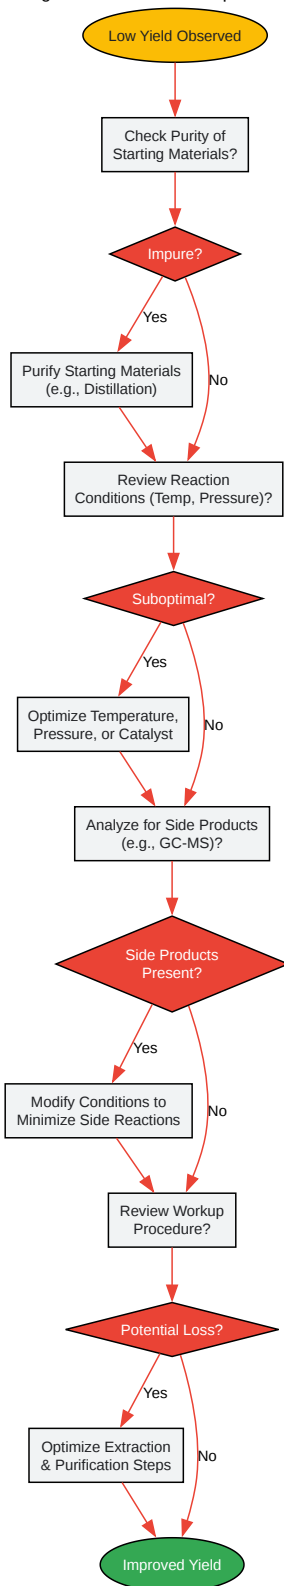 Low Yield Observed
Check Purity of
Starting Materials?
Impure?
Yes
No
Purify Starting Materials
(e.g., Distillation)
Review Reaction
Conditions (Temp, Pressure)?
Suboptimal?
Yes
No
Optimize Temperature,
Pressure, or Catalyst
Analyze for Side Products
(e.g., GC-MS)?
Side Products
Present?
Yes
No
Modify Conditions to
Minimize Side Reactions
Review Workup
Procedure?
Potential Loss?
Yes
No
Optimize Extraction
& Purification Steps
Improved Yield